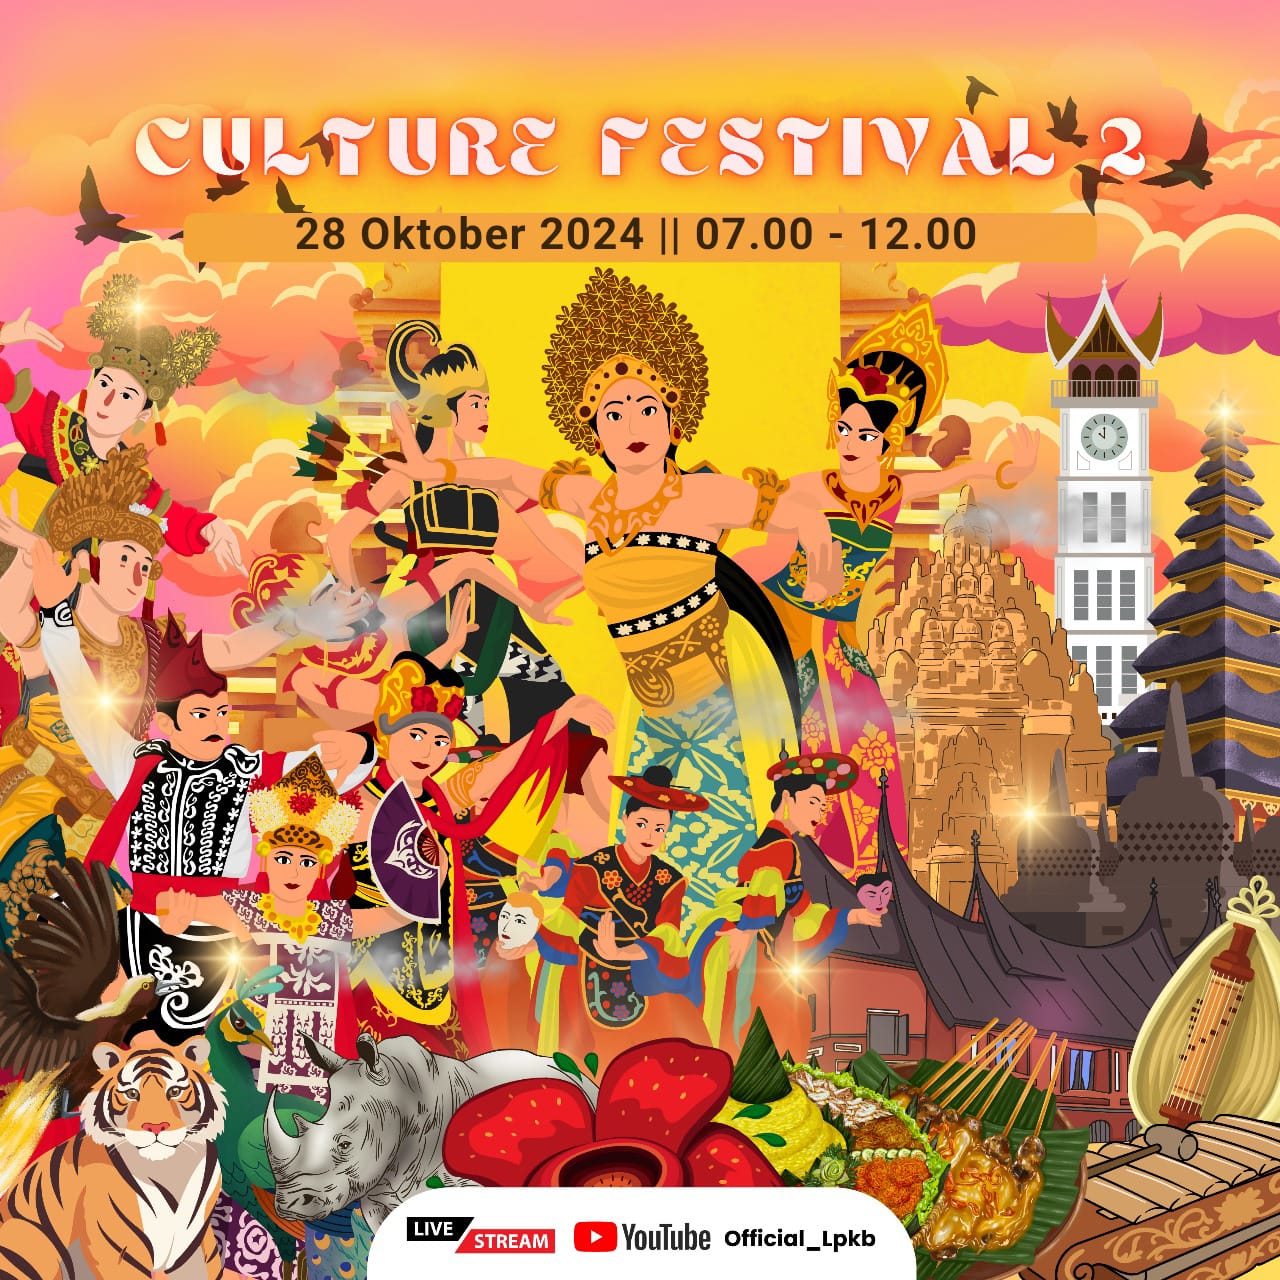 CULTURE FESTIVAL 2
28 Oktober 2024 || 07.00 - 12.00
LIVE STREAM YouTube Official_Lpkb